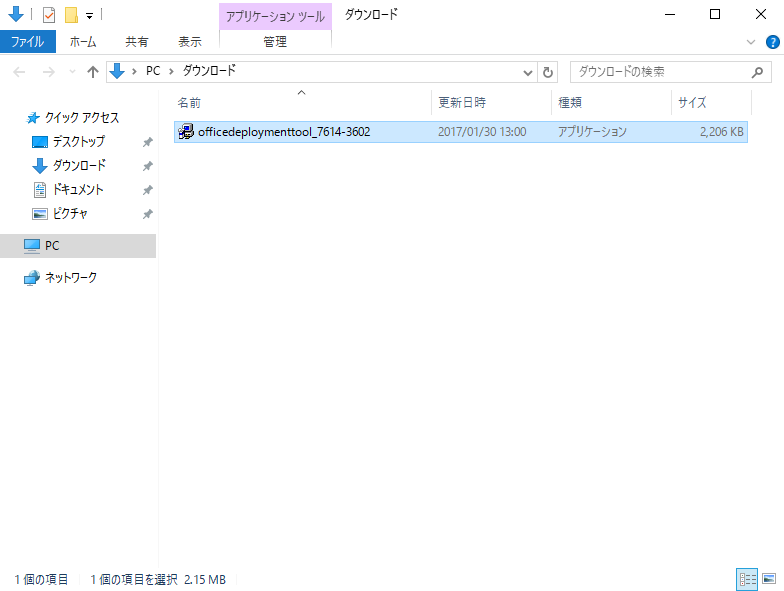 アプリケーション ツール ダウンロード
ファイル ホーム 共有 表示 管理
PC ダウンロード ダウンロードの検索
名前 更新日時 種類 サイズ
officedeploymenttool_7614-3602 2017/01/30 13:00 アプリケーション 2,206 KB
クイック アクセス
デスクトップ
ダウンロード
ドキュメント
ピクチャ
PC
ネットワーク
1 個の項目 1 個の項目を選択 2.15 MB